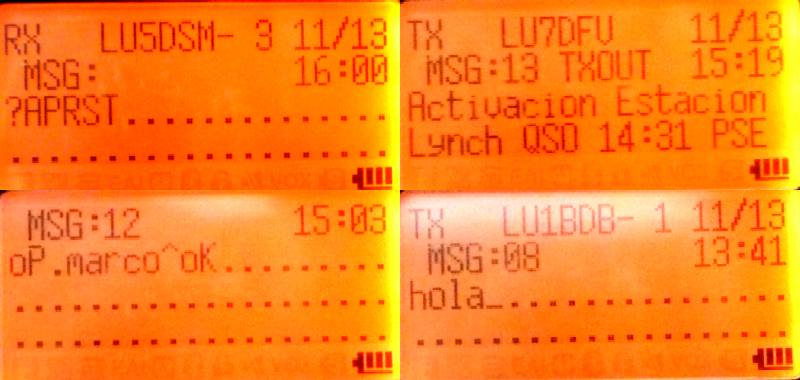 RX LU5DSM- 3 11/13
MSG: 16:00
?APRST..............
....................
TX LU7DFV 11/13
MSG:13 TXOUT 15:19
Activacion Estacion
Lynch QSO 14:31 PSE
MSG:12 15:03
oP.marco^oK.........
....................
....................
TX LU1BDB- 1 11/13
MSG:08 13:41
hola_...............
....................